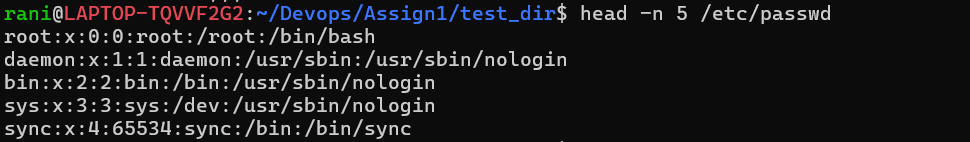 rani@LAPTOP-TQVVF2G2:~/Devops/Assign1/test_dir$ head -n 5 /etc/passwd
root:x:0:0:root:/root:/bin/bash
daemon:x:1:1:daemon:/usr/sbin:/usr/sbin/nologin
bin:x:2:2:bin:/bin:/usr/sbin/nologin
sys:x:3:3:sys:/dev:/usr/sbin/nologin
sync:x:4:65534:sync:/bin:/bin/sync